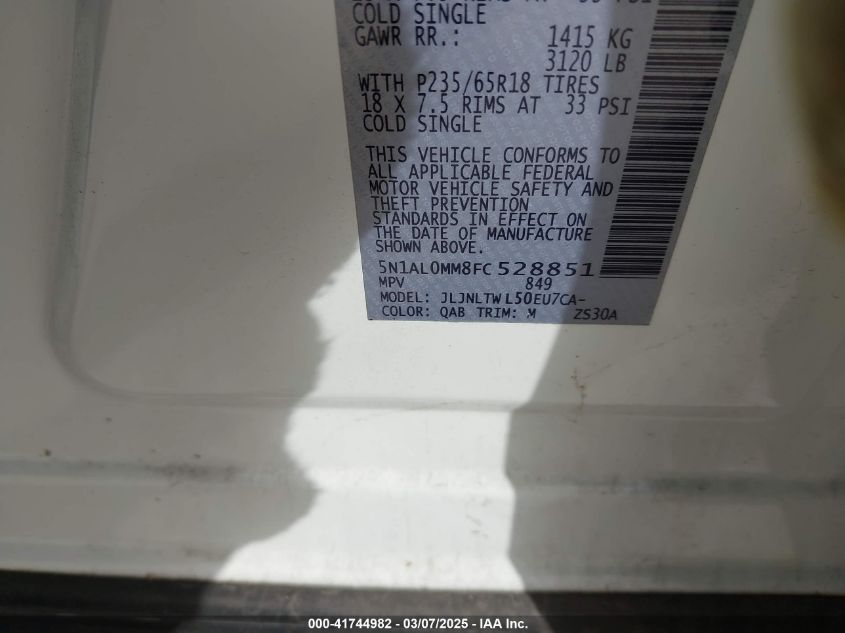 COLD SINGLE
GAWR RR.: 1415 KG
3120 LB
WITH P235/65R18 TIRES
18 X 7.5 RIMS AT 33 PSI
COLD SINGLE
THIS VEHICLE CONFORMS TO
ALL APPLICABLE FEDERAL
MOTOR VEHICLE SAFETY AND
THEFT PREVENTION
STANDARDS IN EFFECT ON
THE DATE OF MANUFACTURE
SHOWN ABOVE.
5N1AL0MM8FC528851
MPV 849
MODEL: JLJNLTWL50EU7CA-
COLOR: QAB TRIM: M ZS30A
000-41744982 — 03/07/2025 — IAA Inc.